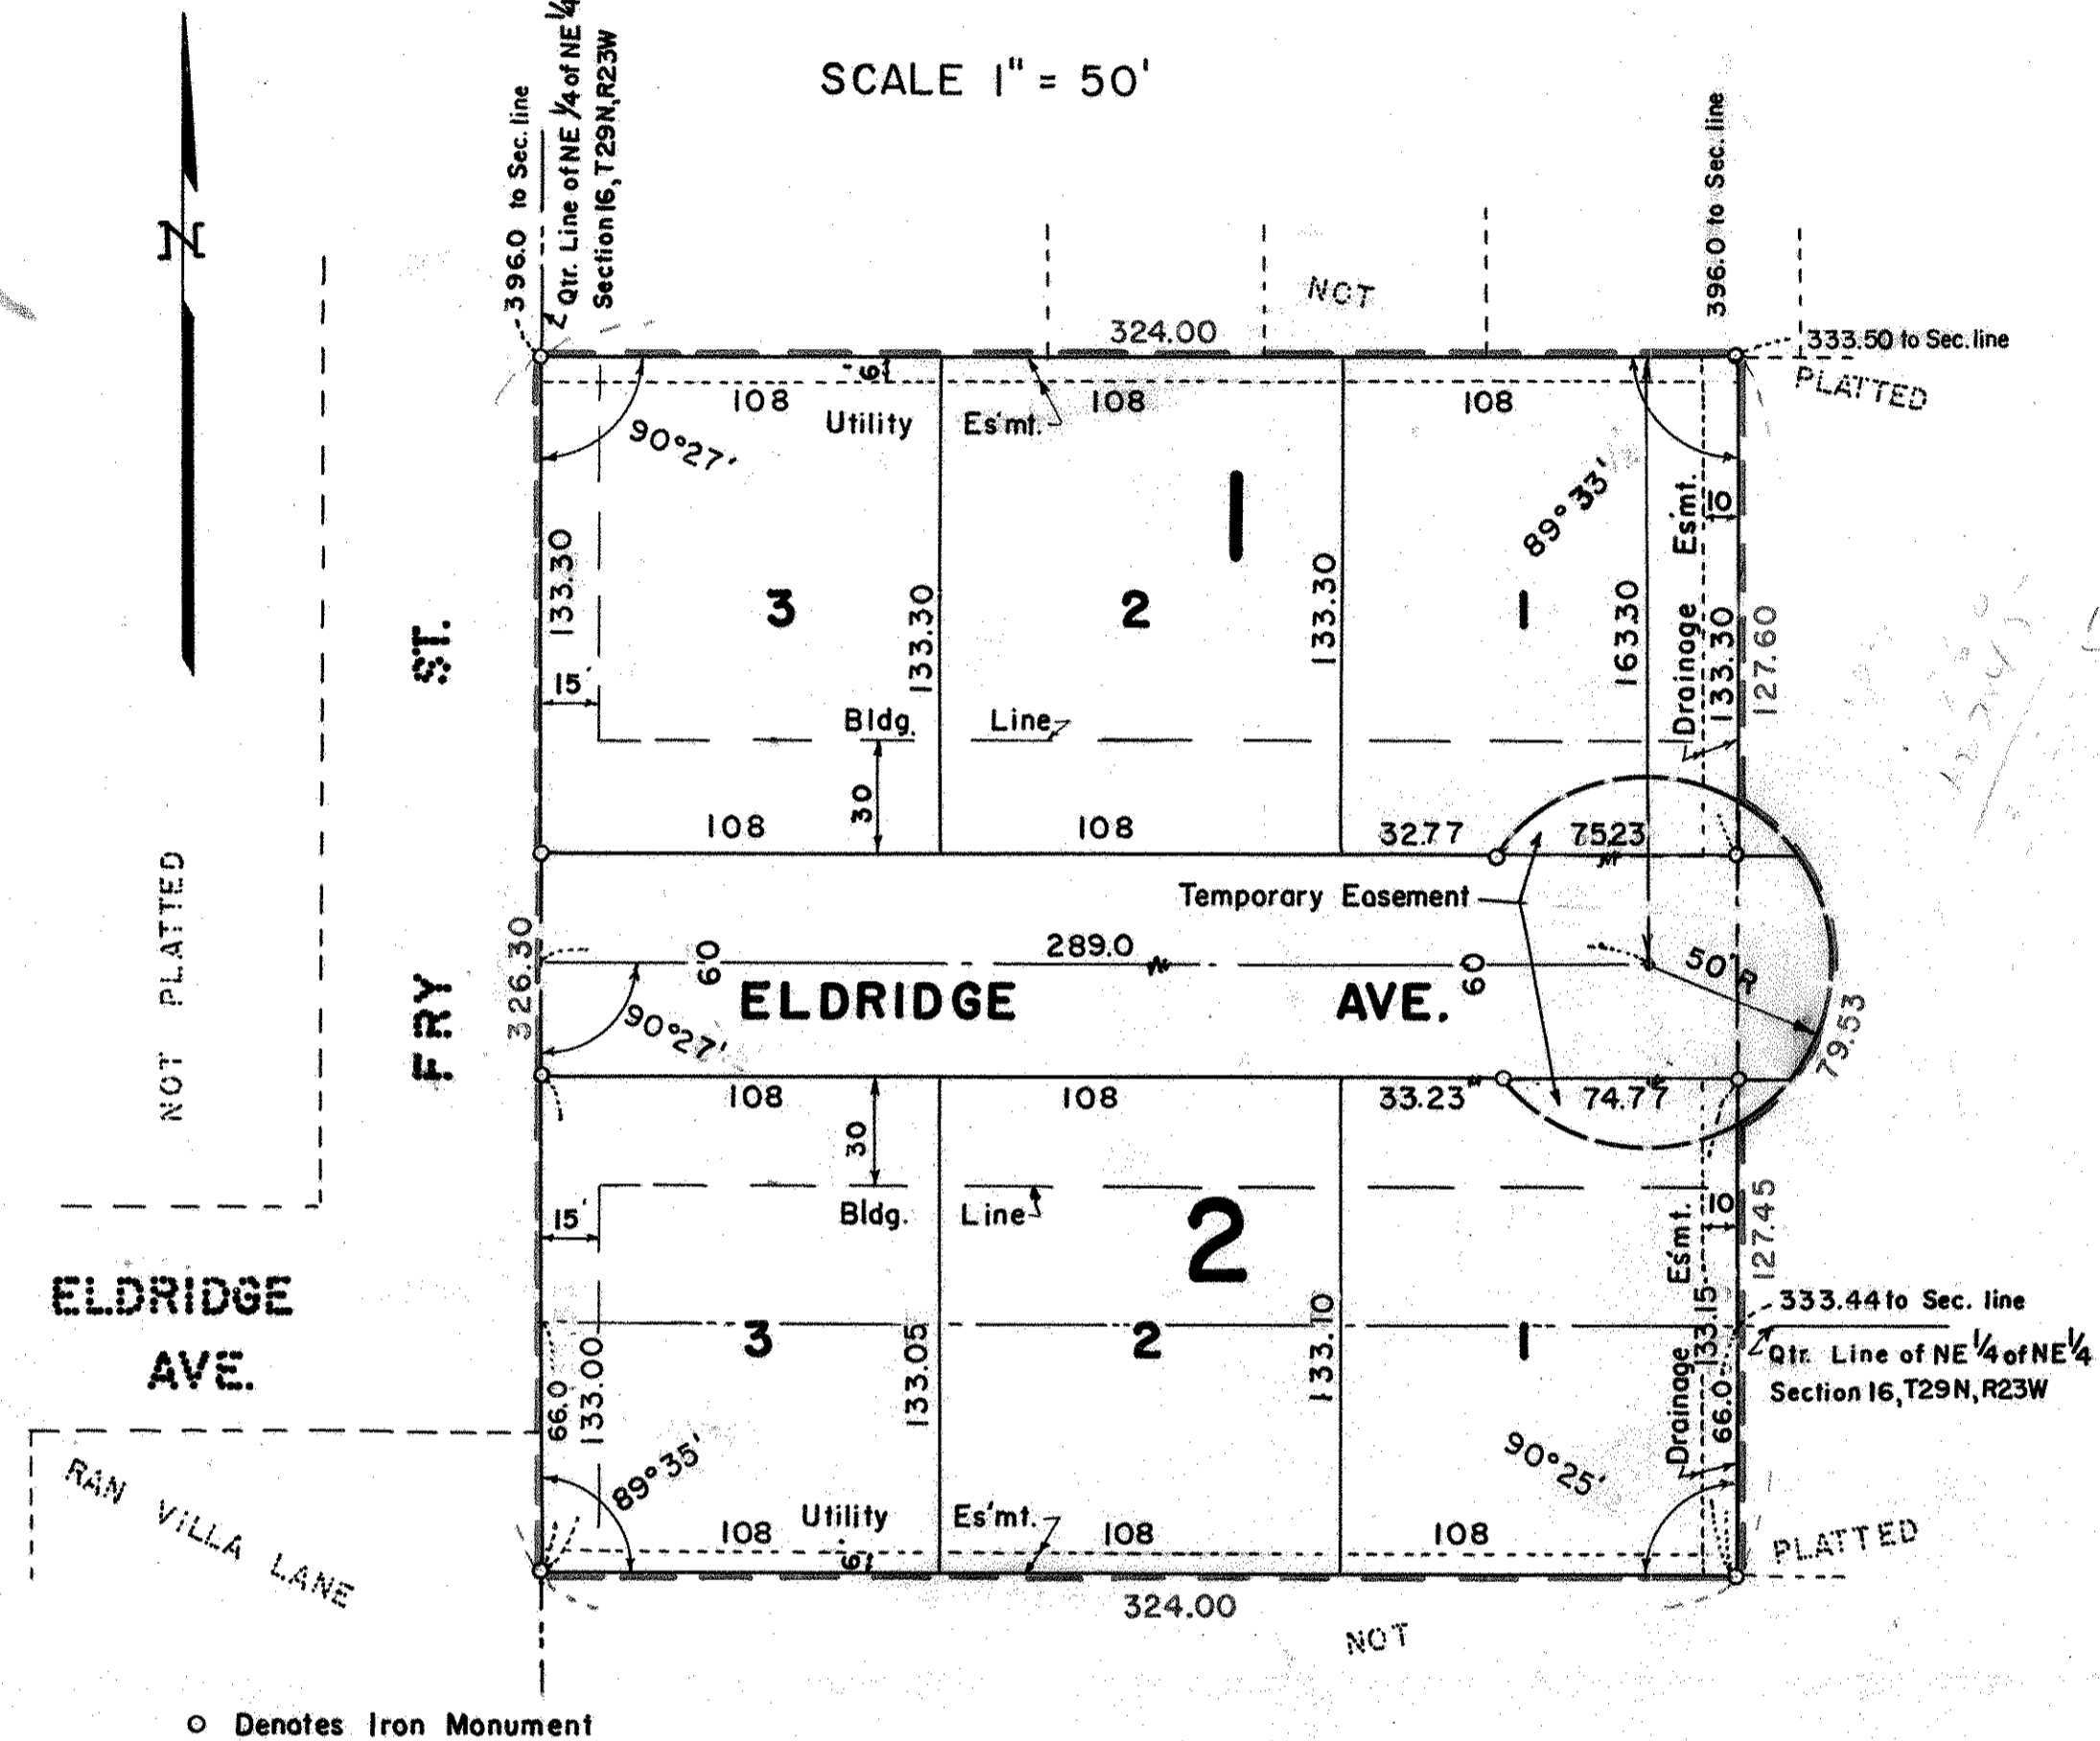 SCALE 1" = 50'
N
396.0 to Sec. line
Qtr. Line of NE 1/4 of NE 1/4
Section 16, T29N, R23W
396.0 to Sec. line
NOT
324.00
333.50 to Sec. line
PLATTED
6
108
108
108
Utility Es'mt.
90°27'
89°33'
1
133.30
3
133.30
2
133.30
1
163.30
Drainage Es'mt.
10
133.30
127.60
15'
Bldg. Line
30
108
108
32.77
75.23
ST.
FRY
NOT PLATTED
326.30
Temporary Easement
289.0
60
60
50' R
ELDRIDGE AVE.
90°27'
79.53
108
108
33.23
74.77
30
15'
Bldg. Line
2
10
127.45
Drainage Es'mt.
133.15
333.44 to Sec. line
Qtr. Line of NE 1/4 of NE 1/4
Section 16, T29N, R23W
ELDRIDGE
AVE.
3
2
1
66.0
133.00
133.05
133.10
66.0
89°35'
90°25'
RAN VILLA LANE
Utility Es'mt.
108
108
108
6
PLATTED
324.00
NOT
o Denotes Iron Monument